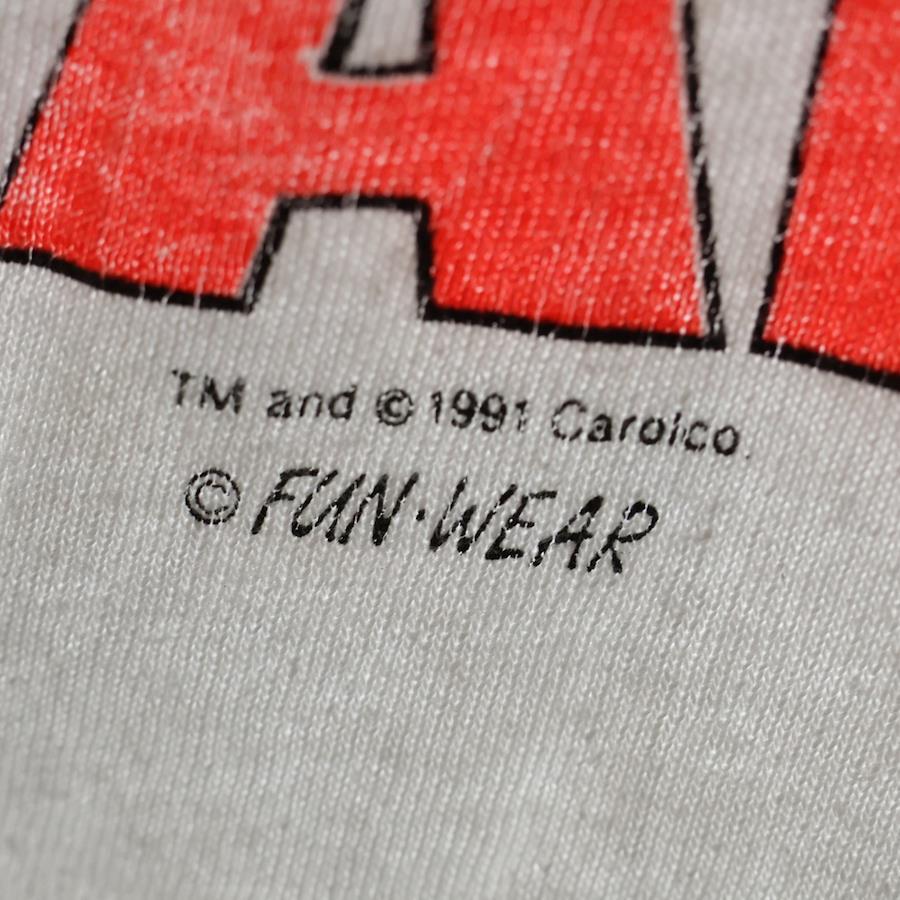 A
TM and © 1991 Carolco.
© FUN·WEAR